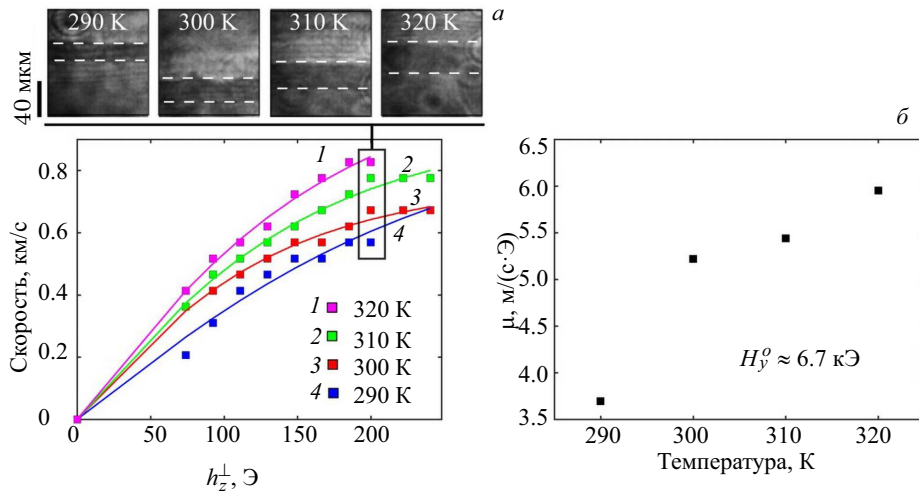 290 K 300 K 310 K 320 K а
40 мкм
Скорость, км/с
0.8
0.6
0.4
0.2
0
1
2
3
4
1 320 К
2 310 К
3 300 К
4 290 К
0 50 100 150 200
h_z^⊥, Э
б
μ, м/(с·Э)
6.5
6.0
5.5
5.0
4.5
4.0
3.5
H_y^o ≈ 6.7 кЭ
290 300 310 320
Температура, К